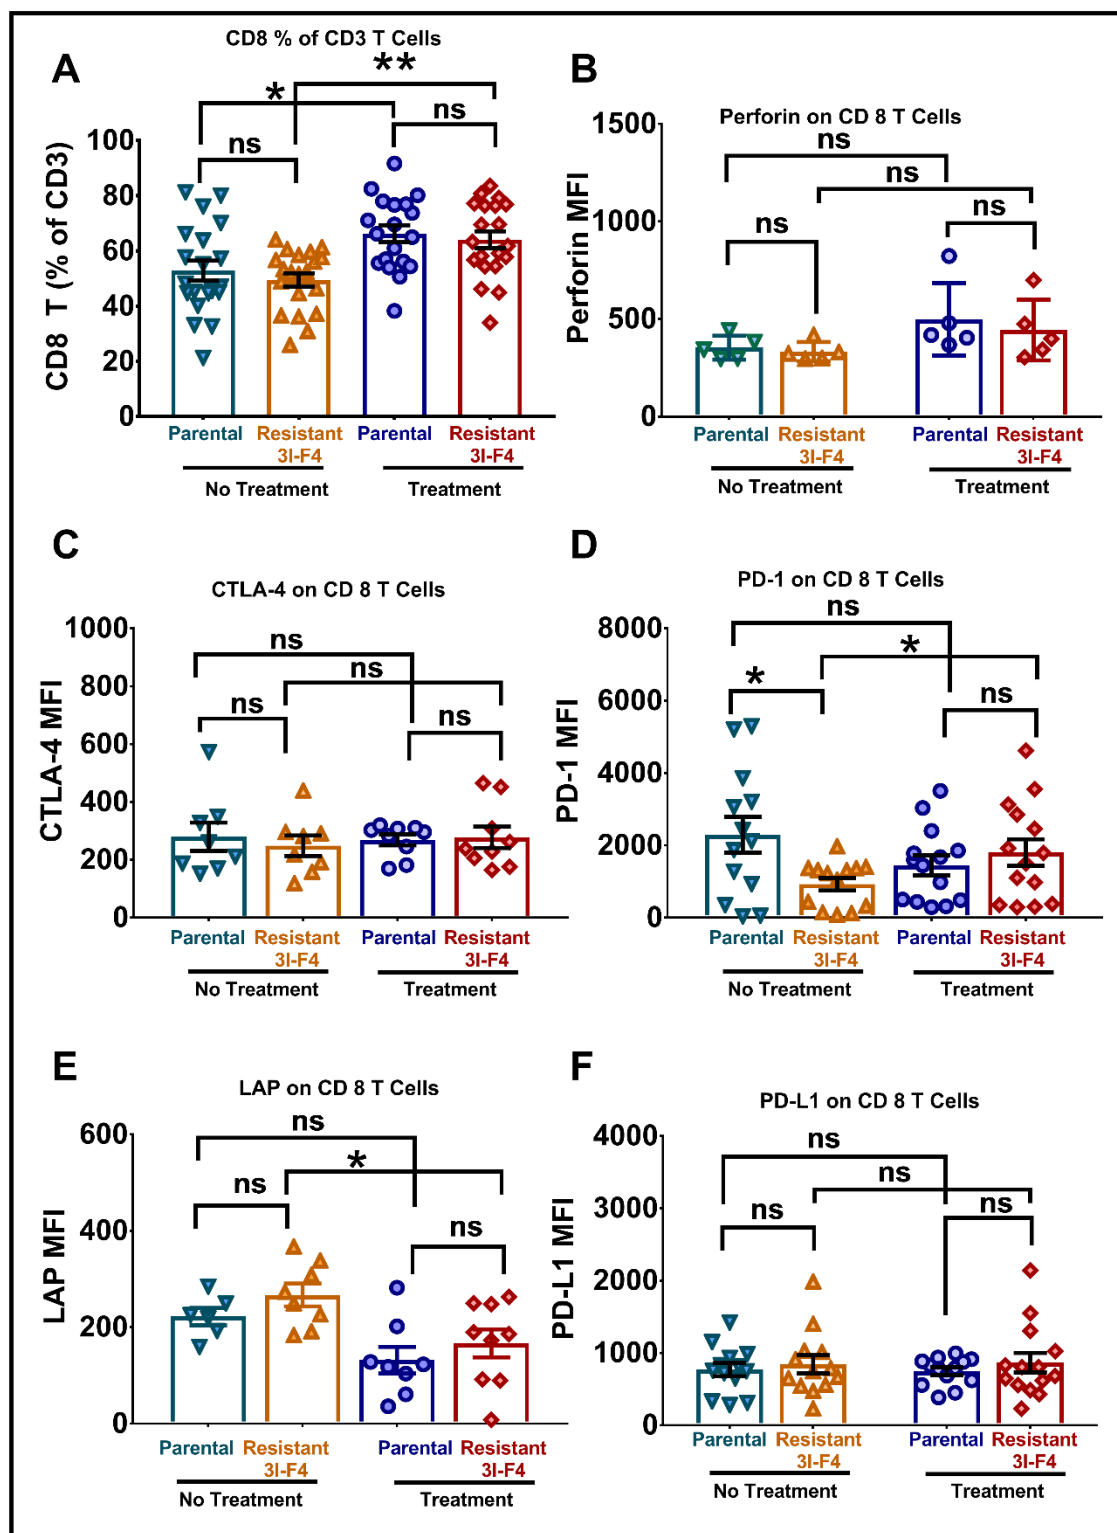 A
CD8 % of CD3 T Cells
**
*
ns
ns
CD8 T (% of CD3)
100
80
60
40
20
0
Parental
Resistant
3I-F4
Parental
Resistant
3I-F4
No Treatment
Treatment
B
Perforin on CD 8 T Cells
ns
ns
ns
ns
Perforin MFI
1500
1000
500
0
Parental
Resistant
3I-F4
Parental
Resistant
3I-F4
No Treatment
Treatment
C
CTLA-4 on CD 8 T Cells
ns
ns
ns
ns
CTLA-4 MFI
1000
800
600
400
200
0
Parental
Resistant
3I-F4
Parental
Resistant
3I-F4
No Treatment
Treatment
D
PD-1 on CD 8 T Cells
ns
*
*
ns
PD-1 MFI
8000
6000
4000
2000
0
Parental
Resistant
3I-F4
Parental
Resistant
3I-F4
No Treatment
Treatment
E
LAP on CD 8 T Cells
ns
*
ns
ns
LAP MFI
600
400
200
0
Parental
Resistant
3I-F4
Parental
Resistant
3I-F4
No Treatment
Treatment
F
PD-L1 on CD 8 T Cells
ns
ns
ns
ns
PD-L1 MFI
4000
3000
2000
1000
0
Parental
Resistant
3I-F4
Parental
Resistant
3I-F4
No Treatment
Treatment